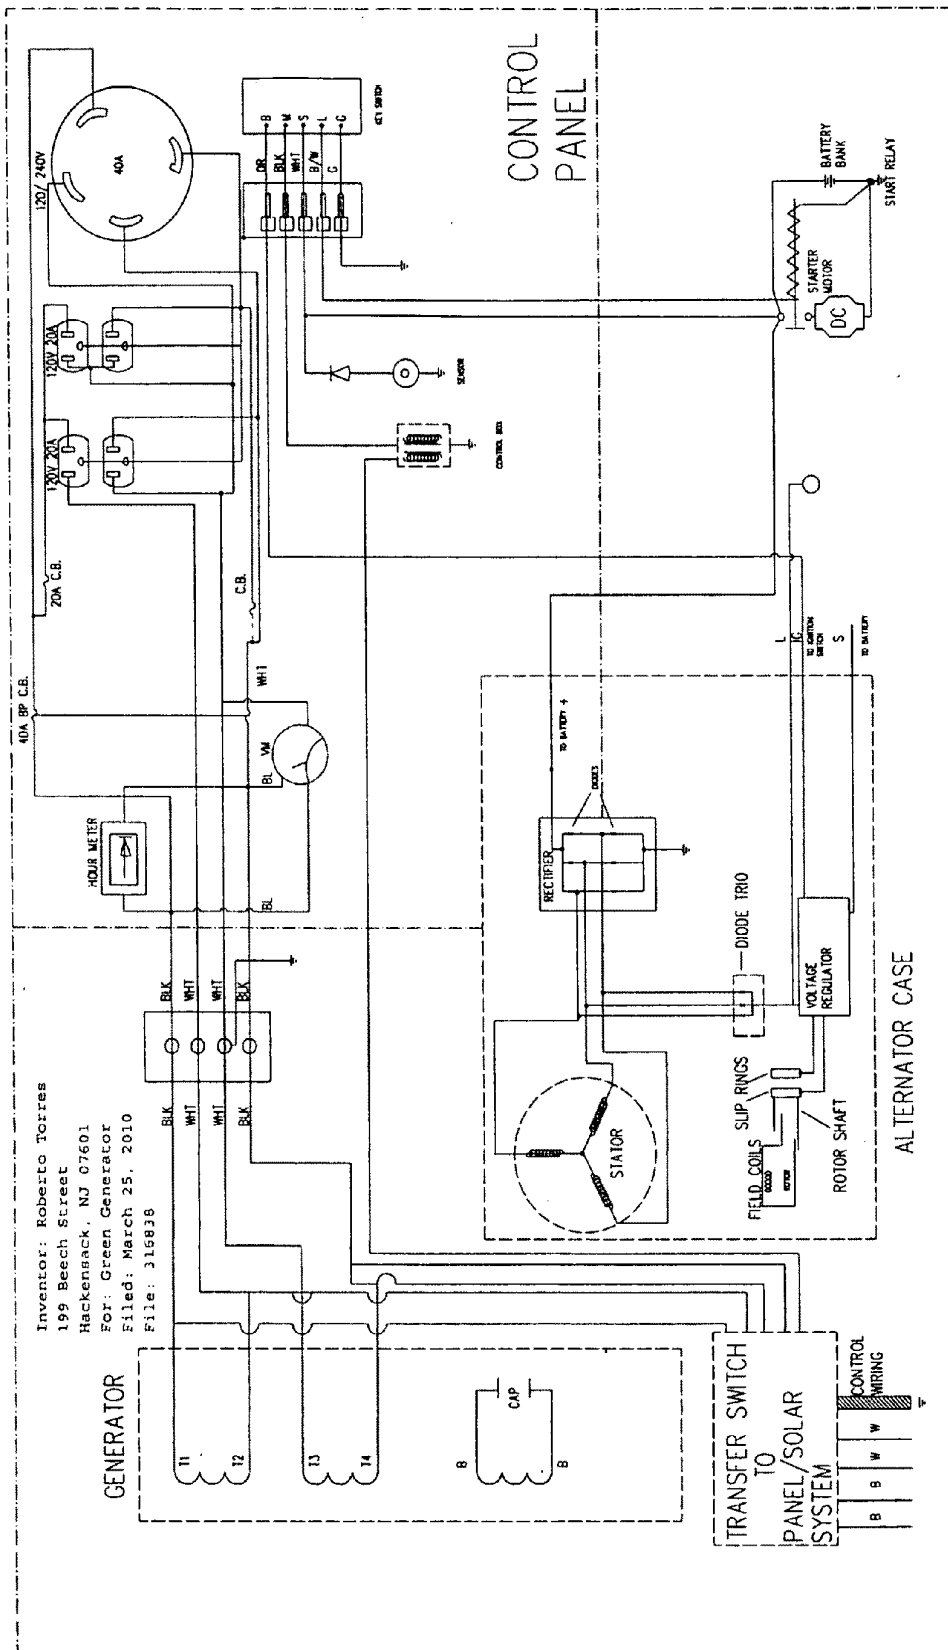 Inventor: Roberto Torres
199 Beech Street
Hackensack, NJ 07601
For: Green Generator
Filed: March 25, 2010
File: 316838
GENERATOR
T1
T2
T3
T4
B
CAP
B
TRANSFER SWITCH
TO
PANEL/SOLAR
SYSTEM
B
B
W
W
CONTROL
WIRING
BLK
WHT
WHT
BLK
BLK
WHT
WHT
BLK
HOUR METER
BL
BL
VM
40A BP C.B.
20A C.B.
WHT
C.B.
120V 20A
120V 20A
120/ 240V
40A
OR
BLK
WHT
B/W
G
B
M
S
L
G
KEY SWITCH
CONTROL
PANEL
SENSOR
CONTROL BOX
BATTERY
BANK
START RELAY
STARTER
MOTOR
DC
TO BATTERY +
RECTIFIER
DIODES
DIODE TRIO
STATOR
SLIP RINGS
FIELD COILS
ROTOR SHAFT
VOLTAGE
REGULATOR
L
IG
TO IGNITION
SWITCH
S
TO BATTERY
ALTERNATOR CASE